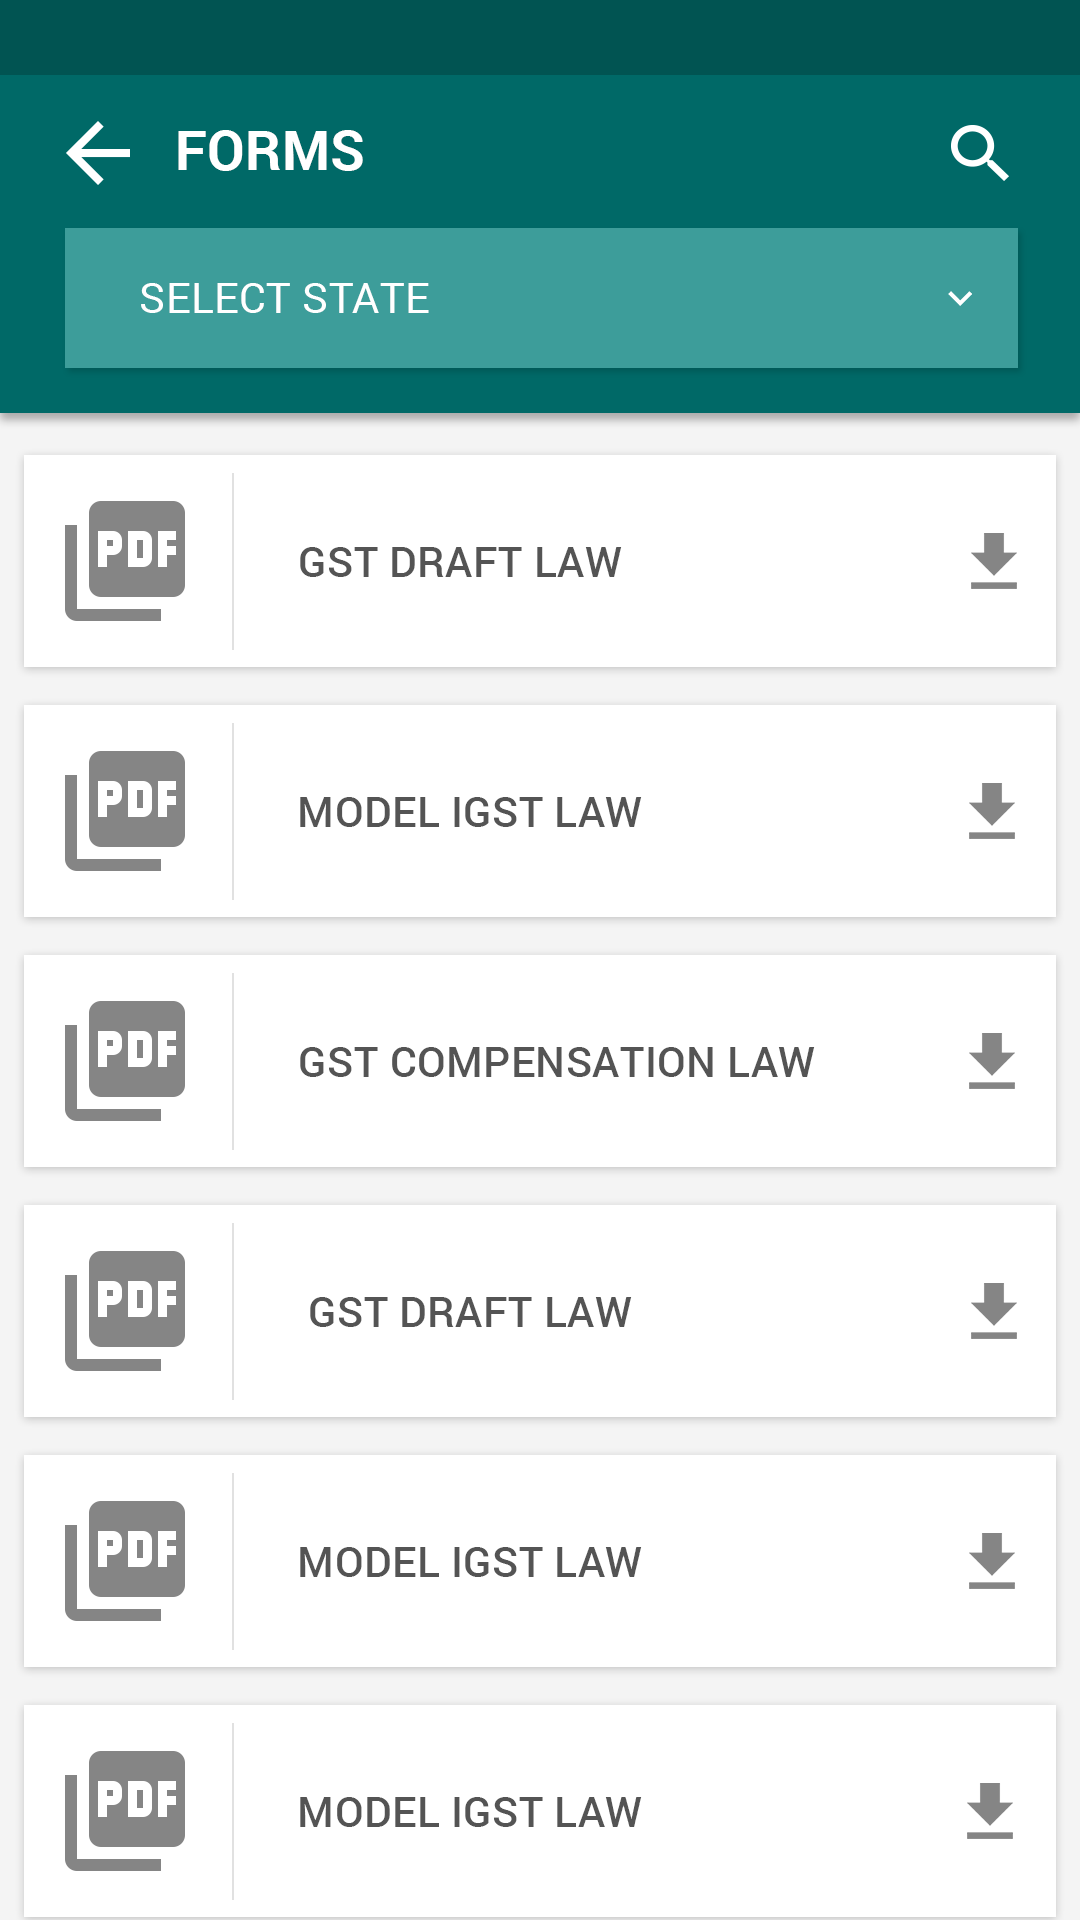 FORMS
SELECT STATE
PDF
GST DRAFT LAW
PDF
MODEL IGST LAW
PDF
GST COMPENSATION LAW
PDF
GST DRAFT LAW
PDF
MODEL IGST LAW
PDF
MODEL IGST LAW